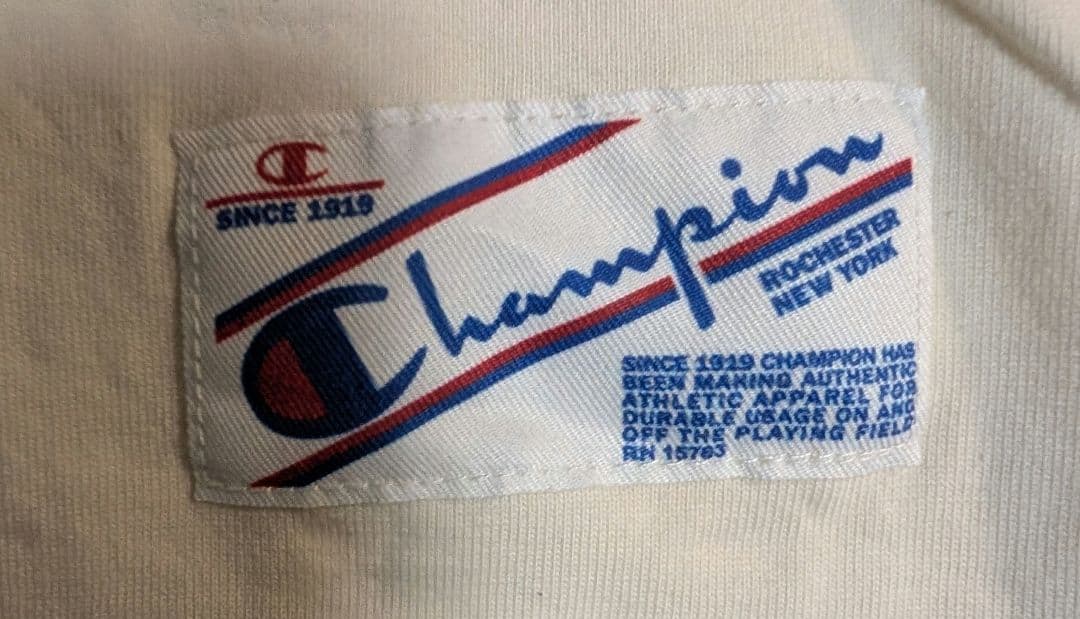 SINCE 1919
Champion
ROCHESTER
NEW YORK
SINCE 1919 CHAMPION HAS
BEEN MAKING AUTHENTIC
ATHLETIC APPAREL FOR
DURABLE USAGE ON AND
OFF THE PLAYING FIELD
RN 15763